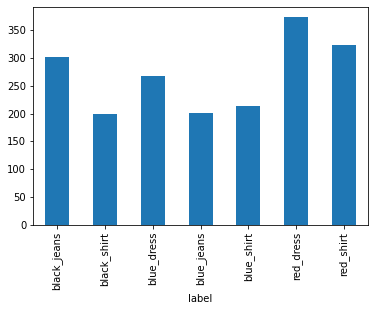 350
300
250
200
150
100
50
0
black_jeans
black_shirt
blue_dress
blue_jeans
blue_shirt
red_dress
red_shirt
label